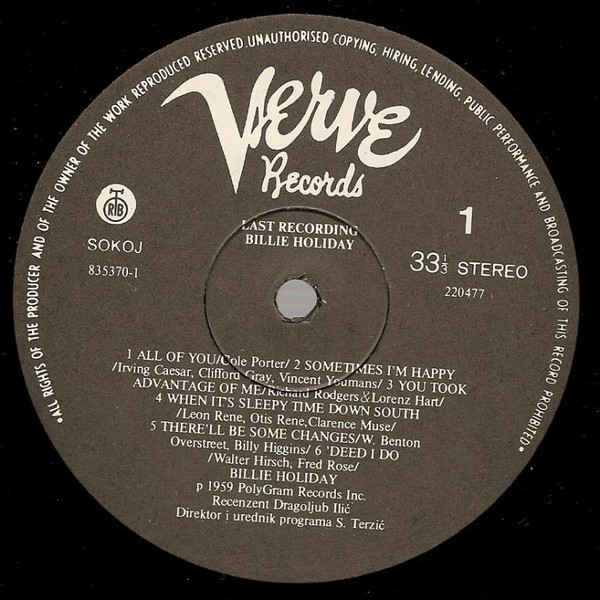 •ALL RIGHTS OF THE PRODUCER AND OF THE OWNER OF THE WORK REPRODUCED RESERVED. UNAUTHORISED COPYING, HIRING, LENDING, PUBLIC PERFORMANCE AND BROADCASTING OF THIS RECORD PROHIBITED•
Verve
Records
RTB
SOKOJ
835370-1
1
33 1/3 STEREO
220477
LAST RECORDING
BILLIE HOLIDAY
1 ALL OF YOU/Cole Porter/ 2 SOMETIMES I'M HAPPY
/Irving Caesar, Clifford Gray, Vincent Youmans/ 3 YOU TOOK
ADVANTAGE OF ME/Richard Rodgers & Lorenz Hart/
4 WHEN IT'S SLEEPY TIME DOWN SOUTH
/Leon Rene, Otis Rene, Clarence Muse/
5 THERE'LL BE SOME CHANGES/W. Benton
Overstreet, Billy Higgins/ 6 'DEED I DO
/Walter Hirsch, Fred Rose/
BILLIE HOLIDAY
p 1959 PolyGram Records Inc.
Recenzent Dragoljub Ilić
Direktor i urednik programa S. Terzić